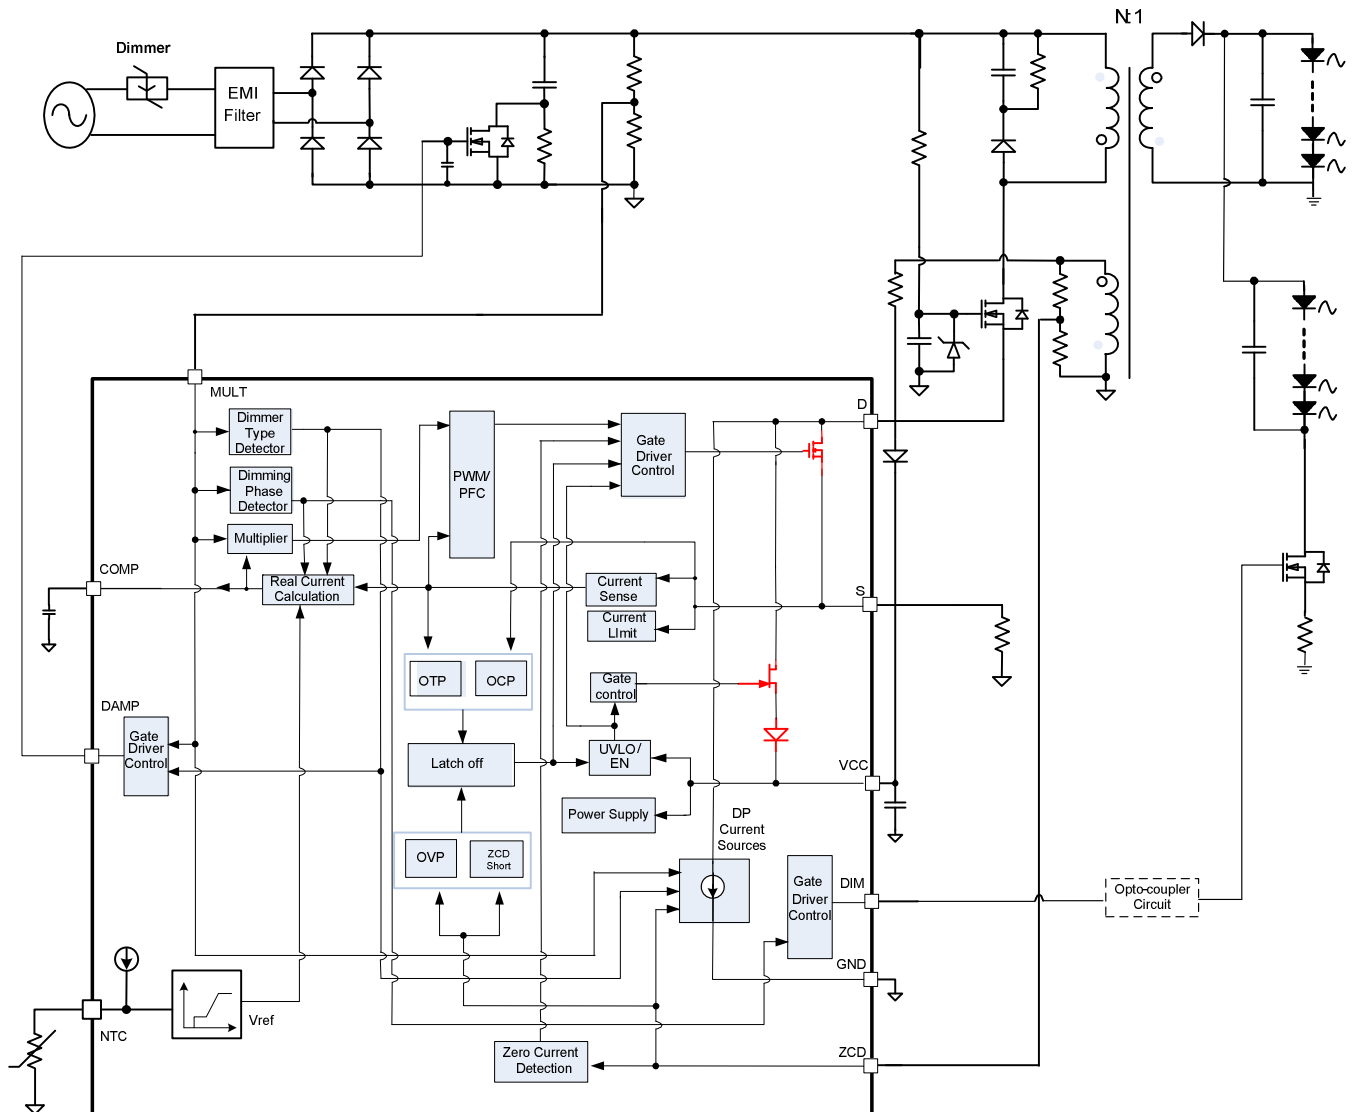 Nt1
Dimmer
EMI
Filter
MULT
D
Dimmer
Type
Detector
Dimming
Phase
Detector
Multiplier
PWM/
PFC
Gate
Driver
Control
COMP
Real Current
Calculation
Current
Sense
Current
LImit
S
OTP
OCP
Gate
control
DAMP
Gate
Driver
Control
Latch off
UVLO/
EN
VCC
Power Supply
DP
Current
Sources
OVP
ZCD
Short
Gate
Driver
Control
DIM
Opto-coupler
Circuit
GND
NTC
Vref
Zero Current
Detection
ZCD